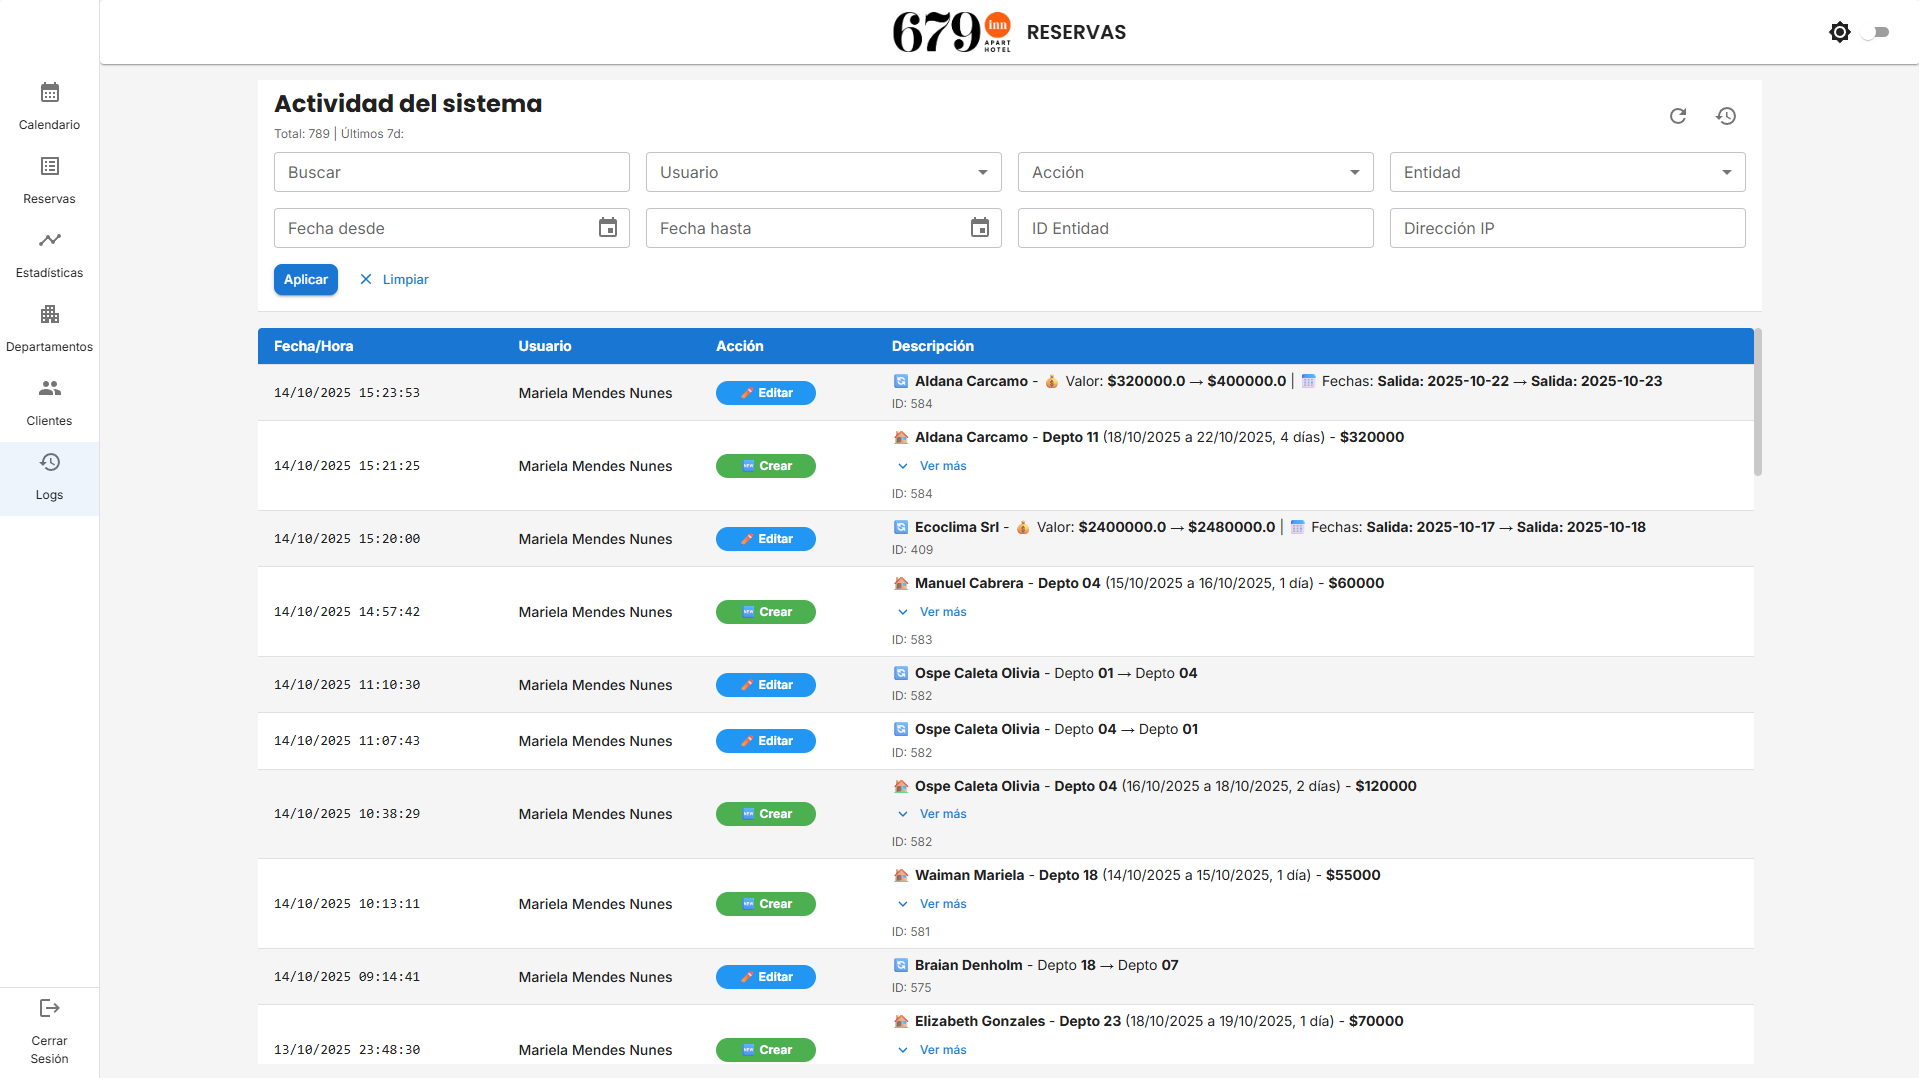 679 inn APART HOTEL RESERVAS
Calendario
Reservas
Estadísticas
Departamentos
Clientes
Logs
Cerrar
Sesión
Actividad del sistema
Total: 789 | Últimos 7d:
Buscar Usuario Acción Entidad
Fecha desde Fecha hasta ID Entidad Dirección IP
Aplicar Limpiar
Fecha/Hora Usuario Acción Descripción
14/10/2025 15:23:53 Mariela Mendes Nunes Editar Aldana Carcamo - Valor: $320000.0 → $400000.0 | Fechas: Salida: 2025-10-22 → Salida: 2025-10-23
ID: 584
14/10/2025 15:21:25 Mariela Mendes Nunes Crear Aldana Carcamo - Depto 11 (18/10/2025 a 22/10/2025, 4 días) - $320000
Ver más
ID: 584
14/10/2025 15:20:00 Mariela Mendes Nunes Editar Ecoclima Srl - Valor: $2400000.0 → $2480000.0 | Fechas: Salida: 2025-10-17 → Salida: 2025-10-18
ID: 409
14/10/2025 14:57:42 Mariela Mendes Nunes Crear Manuel Cabrera - Depto 04 (15/10/2025 a 16/10/2025, 1 día) - $60000
Ver más
ID: 583
14/10/2025 11:10:30 Mariela Mendes Nunes Editar Ospe Caleta Olivia - Depto 01 → Depto 04
ID: 582
14/10/2025 11:07:43 Mariela Mendes Nunes Editar Ospe Caleta Olivia - Depto 04 → Depto 01
ID: 582
14/10/2025 10:38:29 Mariela Mendes Nunes Crear Ospe Caleta Olivia - Depto 04 (16/10/2025 a 18/10/2025, 2 días) - $120000
Ver más
ID: 582
14/10/2025 10:13:11 Mariela Mendes Nunes Crear Waiman Mariela - Depto 18 (14/10/2025 a 15/10/2025, 1 día) - $55000
Ver más
ID: 581
14/10/2025 09:14:41 Mariela Mendes Nunes Editar Braian Denholm - Depto 18 → Depto 07
ID: 575
13/10/2025 23:48:30 Mariela Mendes Nunes Crear Elizabeth Gonzales - Depto 23 (18/10/2025 a 19/10/2025, 1 día) - $70000
Ver más